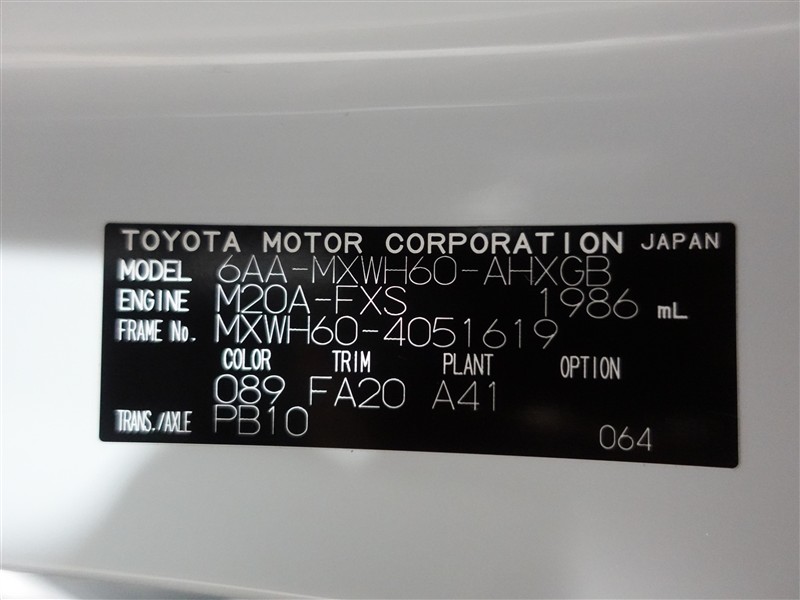 TOYOTA MOTOR CORPORATION JAPAN
MODEL 6AA-MXWH60-AHXGB
ENGINE M20A-FXS 1986 mL
FRAME No. MXWH60-4051619
COLOR TRIM PLANT OPTION
089 FA20 A41
TRANS./AXLE PB10
064